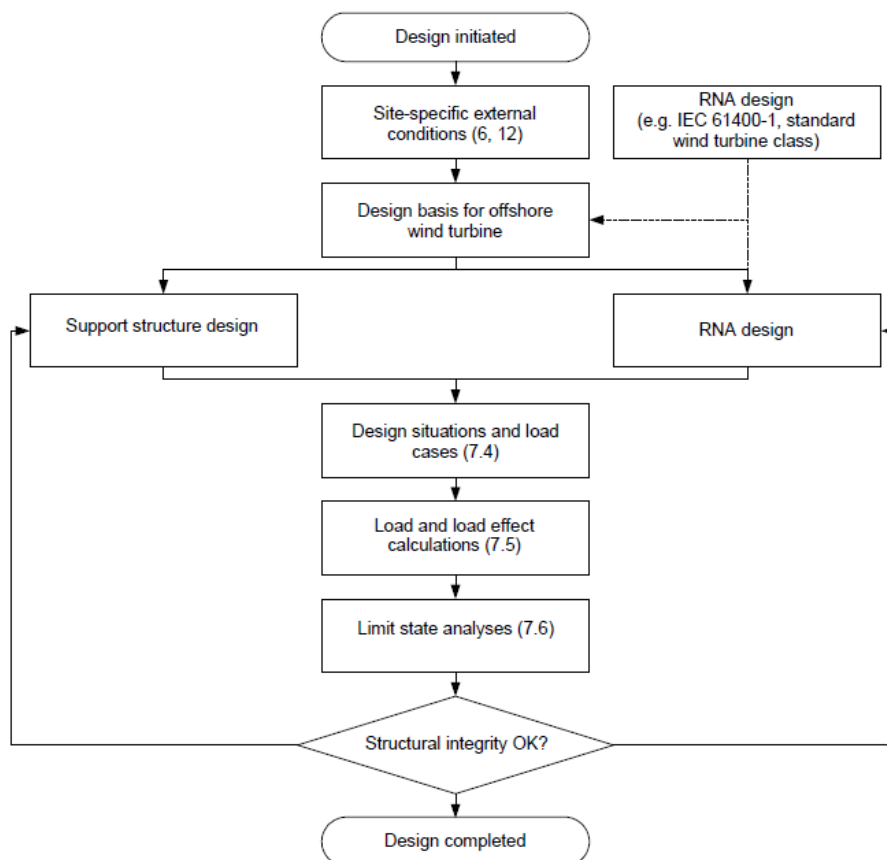 Design initiated
Site-specific external
conditions (6, 12)
RNA design
(e.g. IEC 61400-1, standard
wind turbine class)
Design basis for offshore
wind turbine
Support structure design
RNA design
Design situations and load
cases (7.4)
Load and load effect
calculations (7.5)
Limit state analyses (7.6)
Structural integrity OK?
Design completed